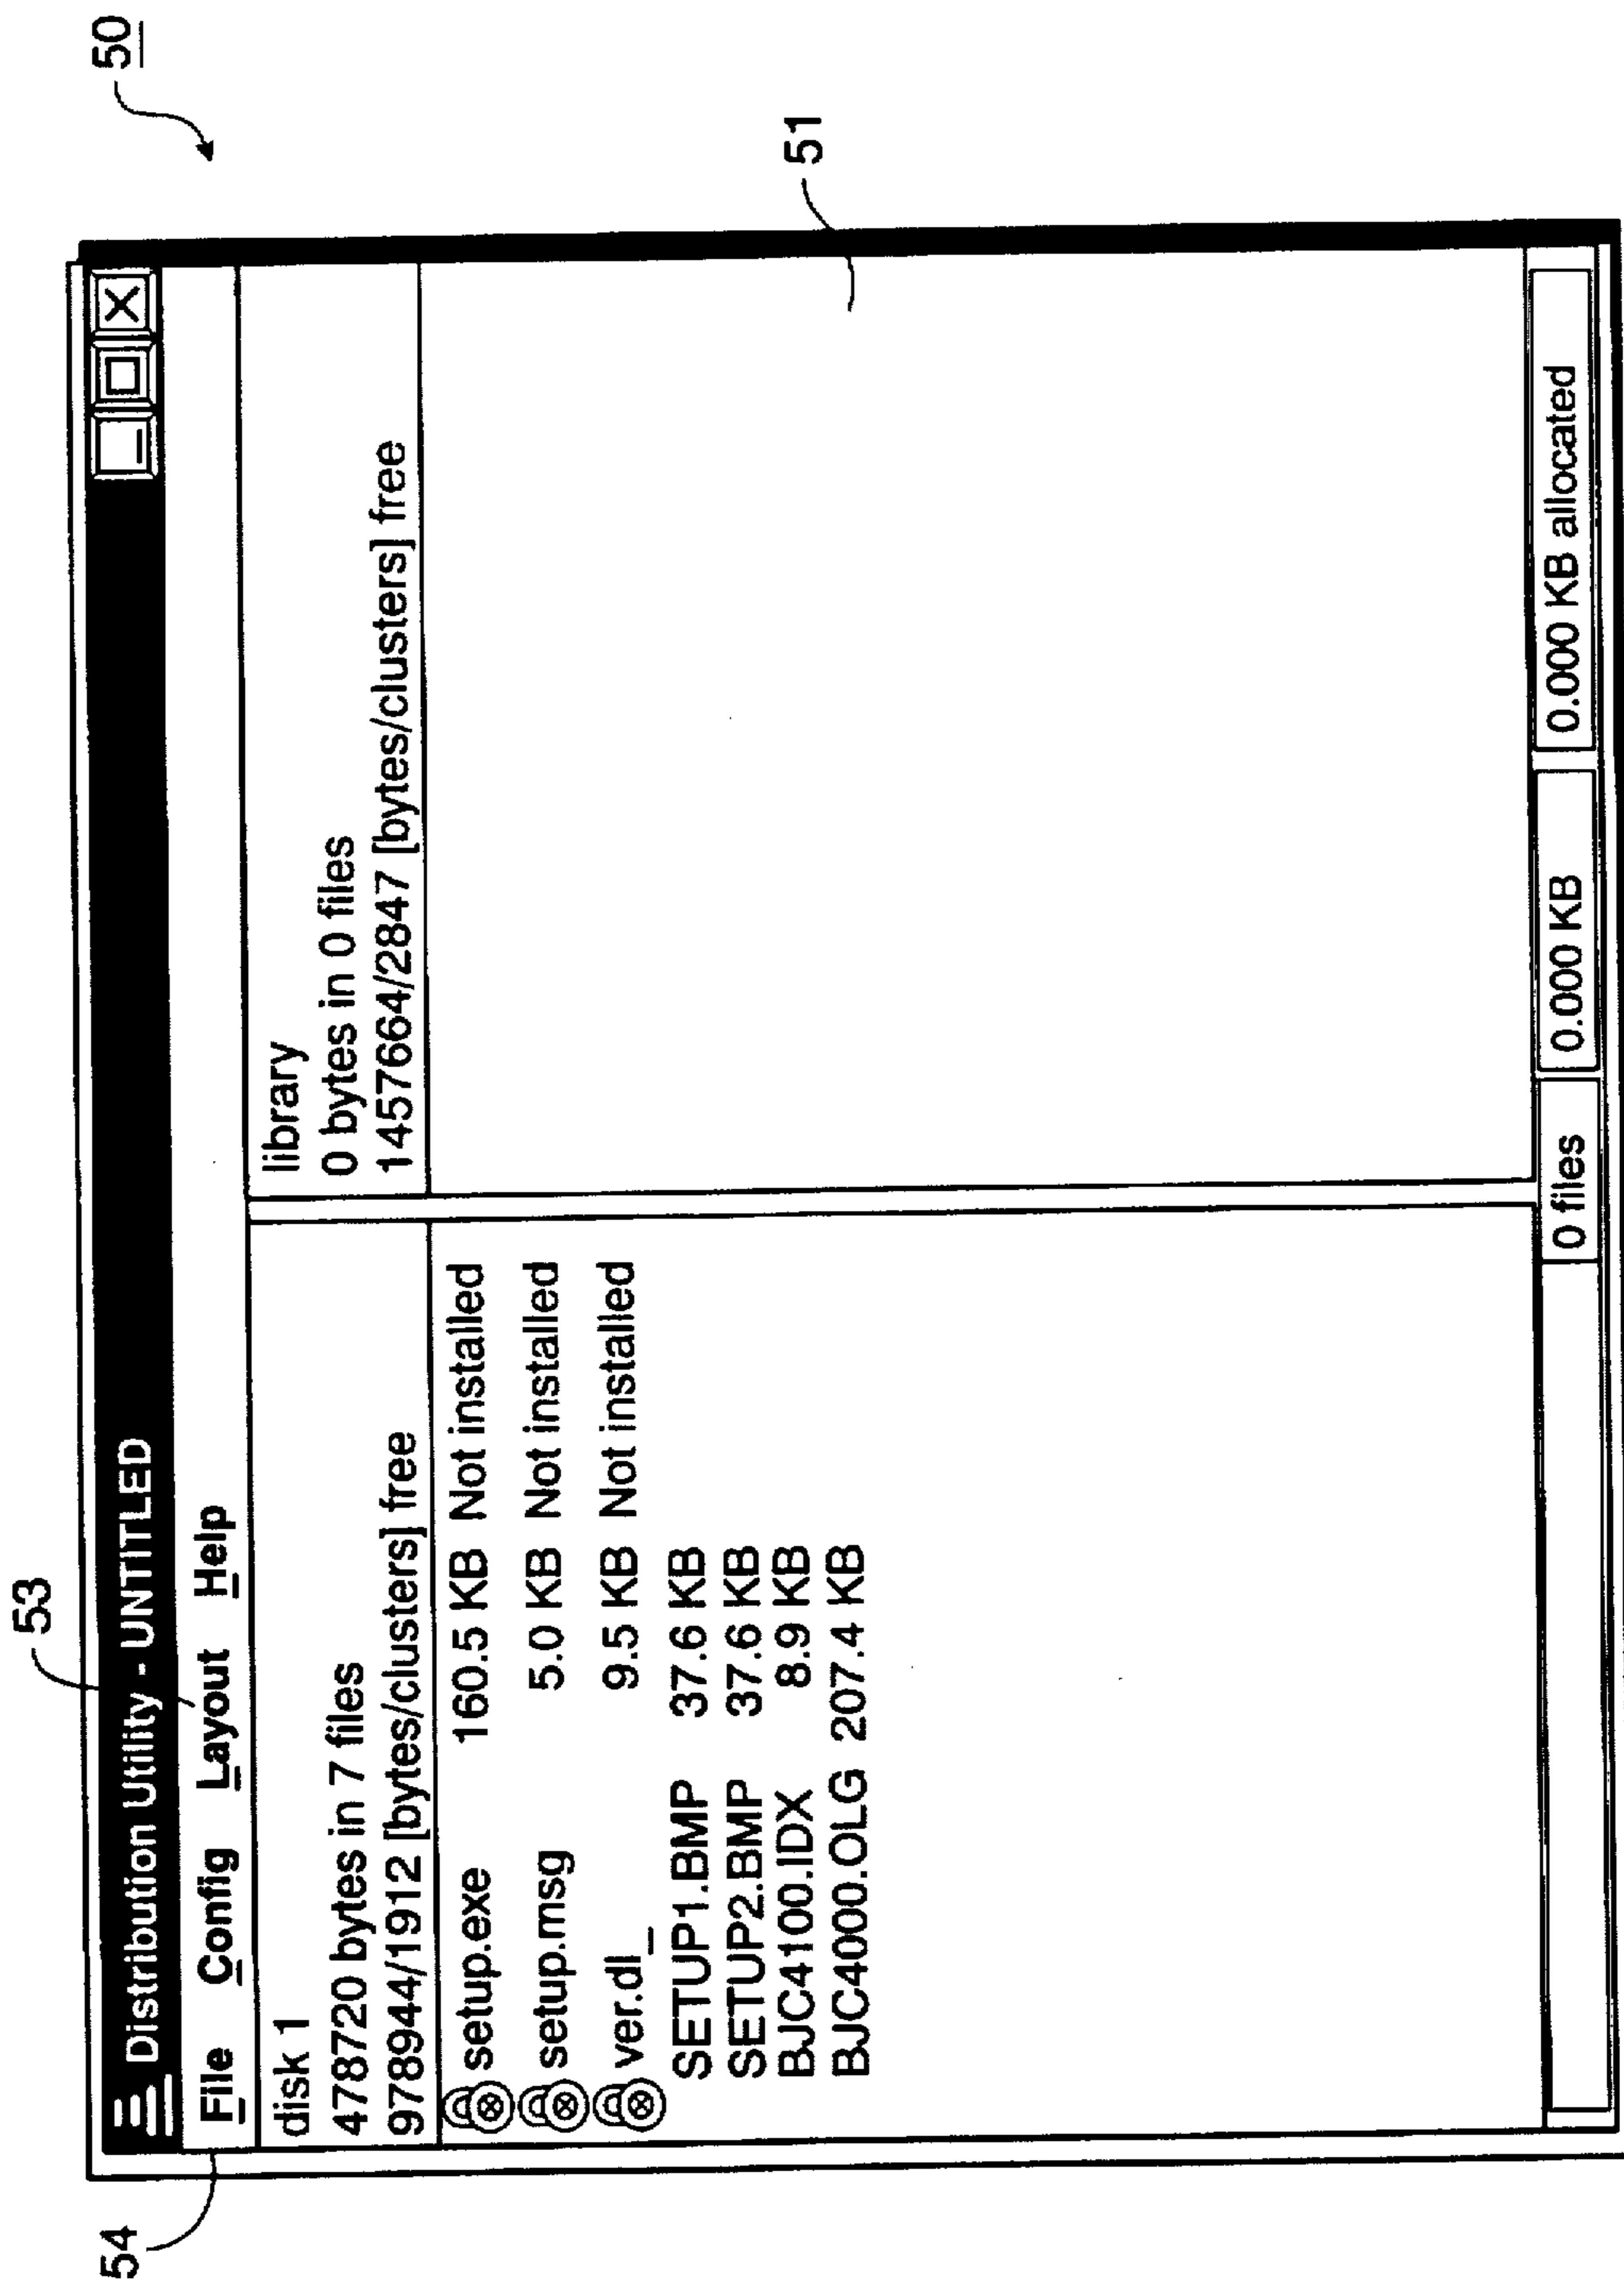 50
53
54
Distribution Utility - UNTITLED
File Config Layout Help
disk 1
478720 bytes in 7 files
978944/1912 [bytes/clusters] free
library
0 bytes in 0 files
1457664/2847 [bytes/clusters] free
setup.exe 160.5 KB Not installed
setup.msg 5.0 KB Not installed
ver.dl_ 9.5 KB Not installed
SETUP1.BMP 37.6 KB
SETUP2.BMP 37.6 KB
BJC4100.IDX 8.9 KB
BJC4000.OLG 207.4 KB
51
0 files 0.000 KB 0.000 KB allocated